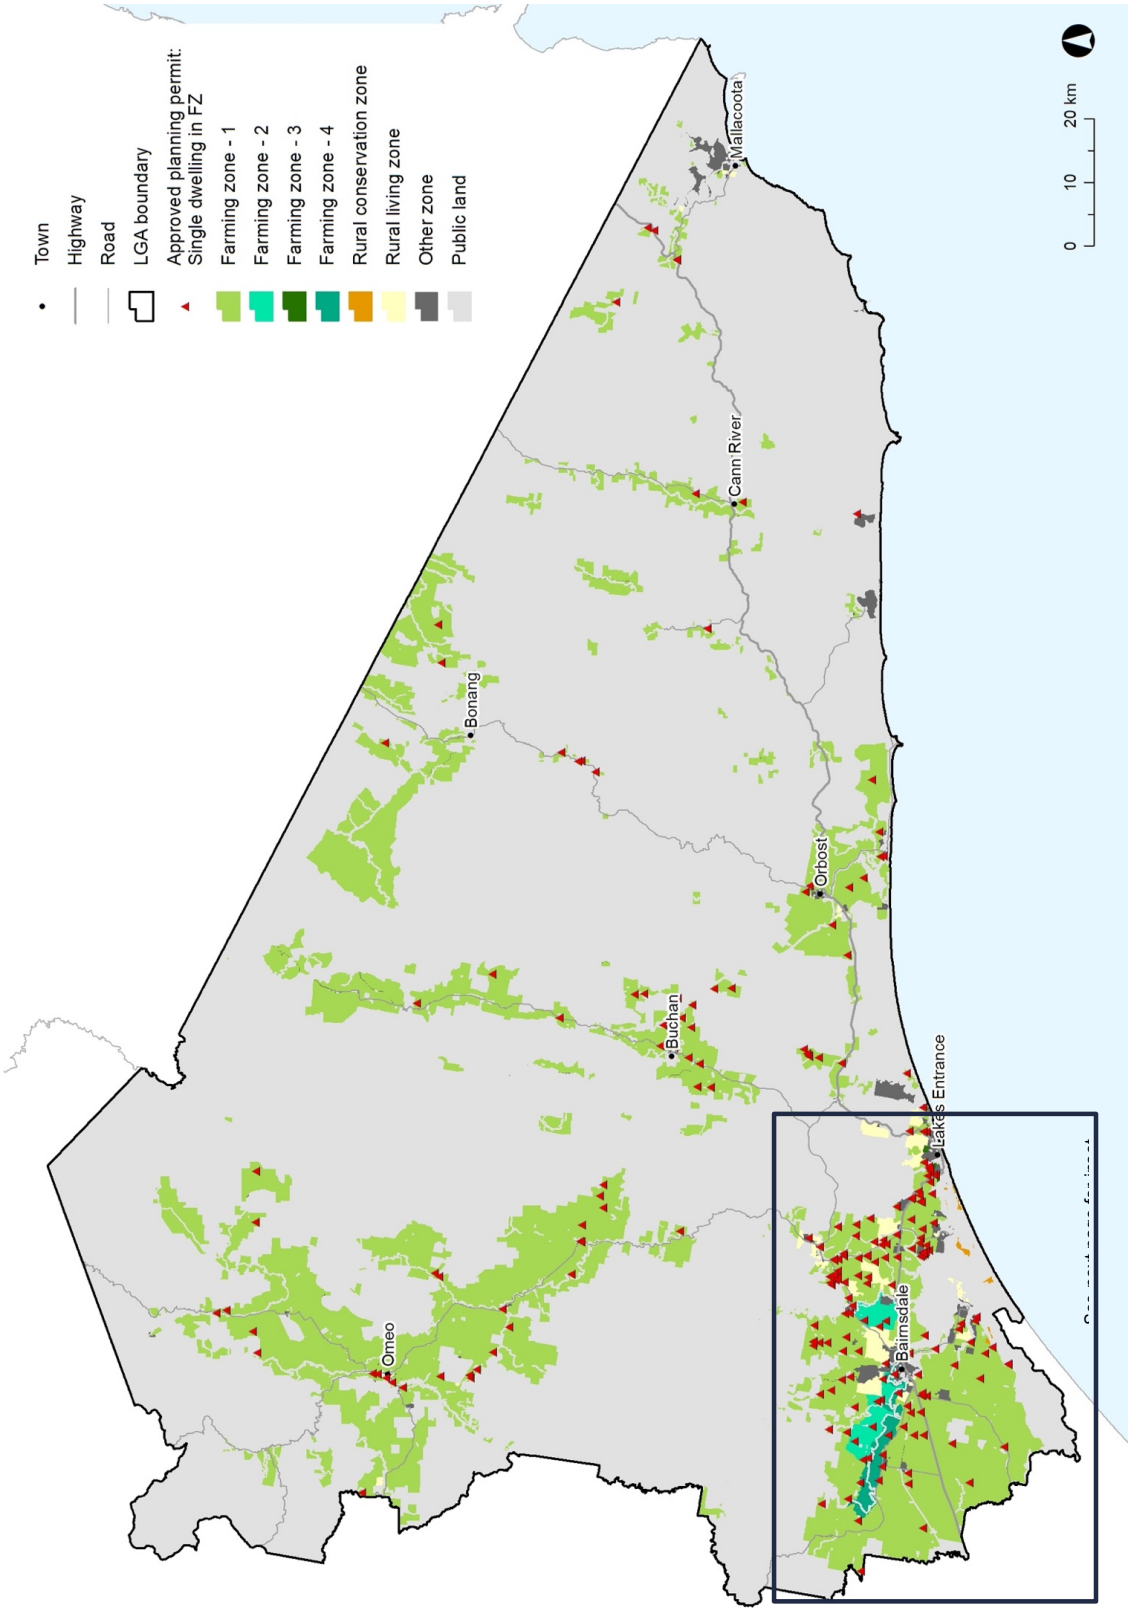 Town
Highway
Road
LGA boundary
Approved planning permit:
Single dwelling in FZ
Farming zone - 1
Farming zone - 2
Farming zone - 3
Farming zone - 4
Rural conservation zone
Rural living zone
Other zone
Public land
Omeo
Bonang
Buchan
Cann River
Mallacoota
Orbost
Bairnsdale
Lakes Entrance
0 10 20 km